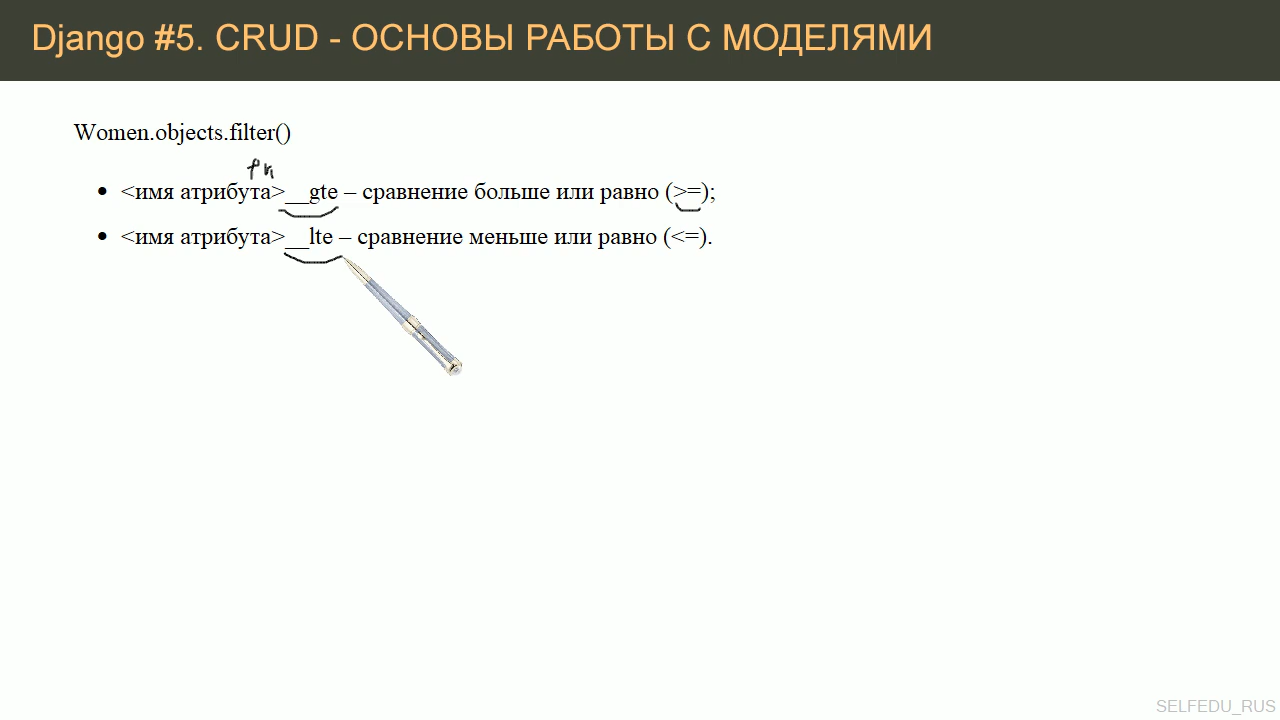 Django #5. CRUD - ОСНОВЫ РАБОТЫ С МОДЕЛЯМИ
Women.objects.filter()
• <имя атрибута>__gte – сравнение больше или равно (>=);
• <имя атрибута>__lte – сравнение меньше или равно (<=).
SELFEDU_RUS